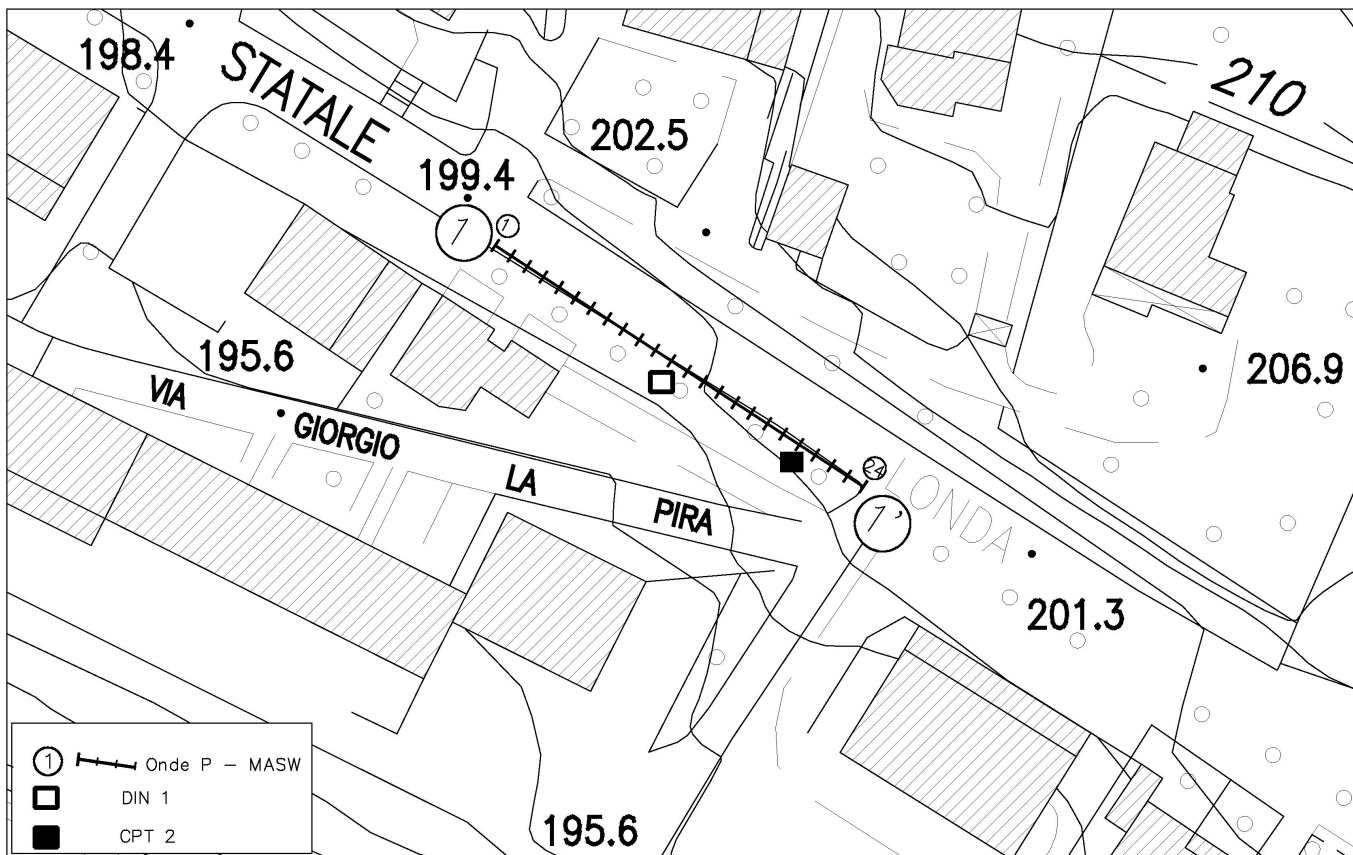 198.4
STATALE
210
202.5
199.4
1
1
195.6
206.9
VIA GIORGIO LA PIRA
24
1'
LONDA
201.3
195.6
1 Onde P - MASW
DIN 1
CPT 2